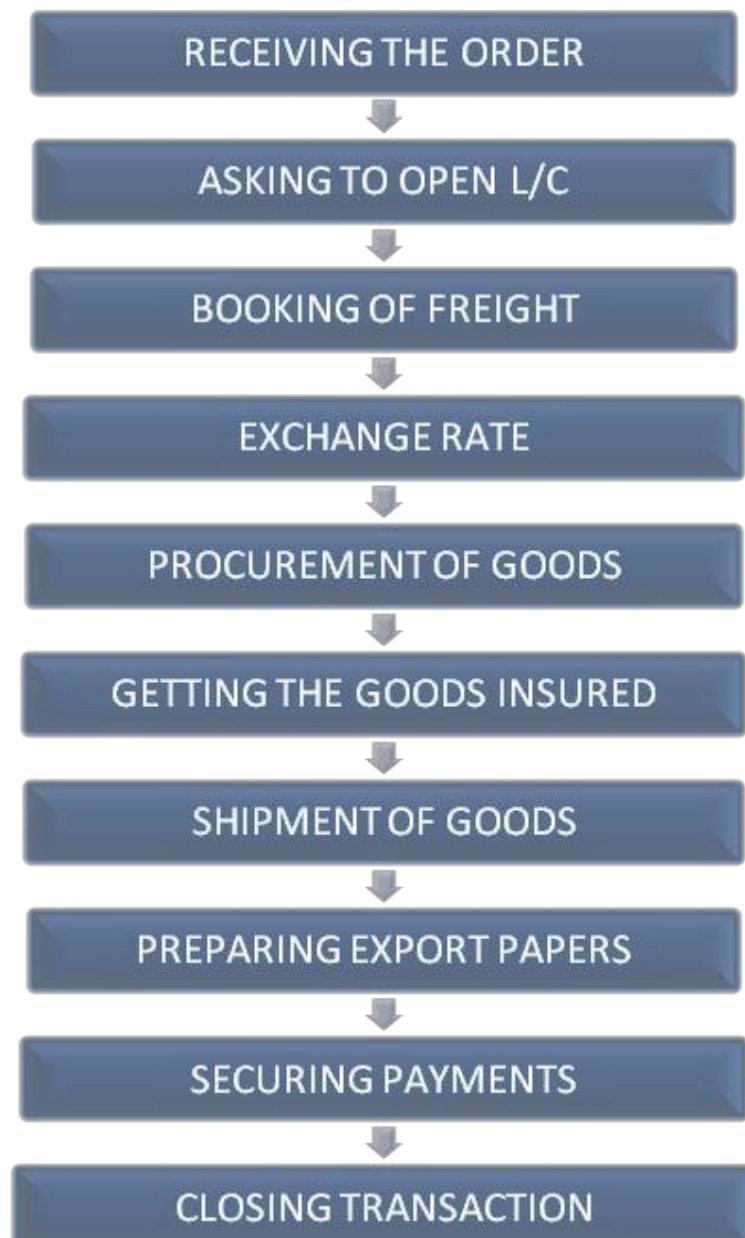 RECEIVING THE ORDER
ASKING TO OPEN L/C
BOOKING OF FREIGHT
EXCHANGE RATE
PROCUREMENT OF GOODS
GETTING THE GOODS INSURED
SHIPMENT OF GOODS
PREPARING EXPORT PAPERS
SECURING PAYMENTS
CLOSING TRANSACTION